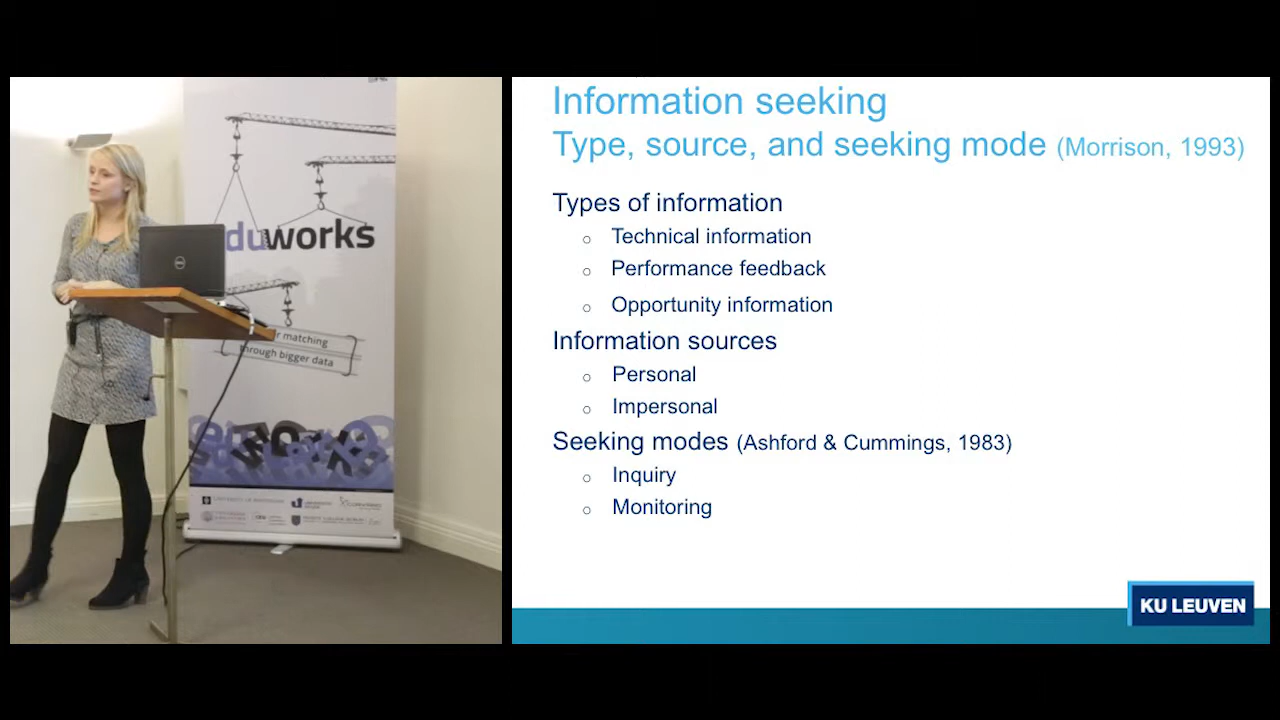 duworks
r matching
through bigger data
Information seeking
Type, source, and seeking mode (Morrison, 1993)
Types of information
Technical information
Performance feedback
Opportunity information
Information sources
Personal
Impersonal
Seeking modes (Ashford & Cummings, 1983)
Inquiry
Monitoring
KU LEUVEN